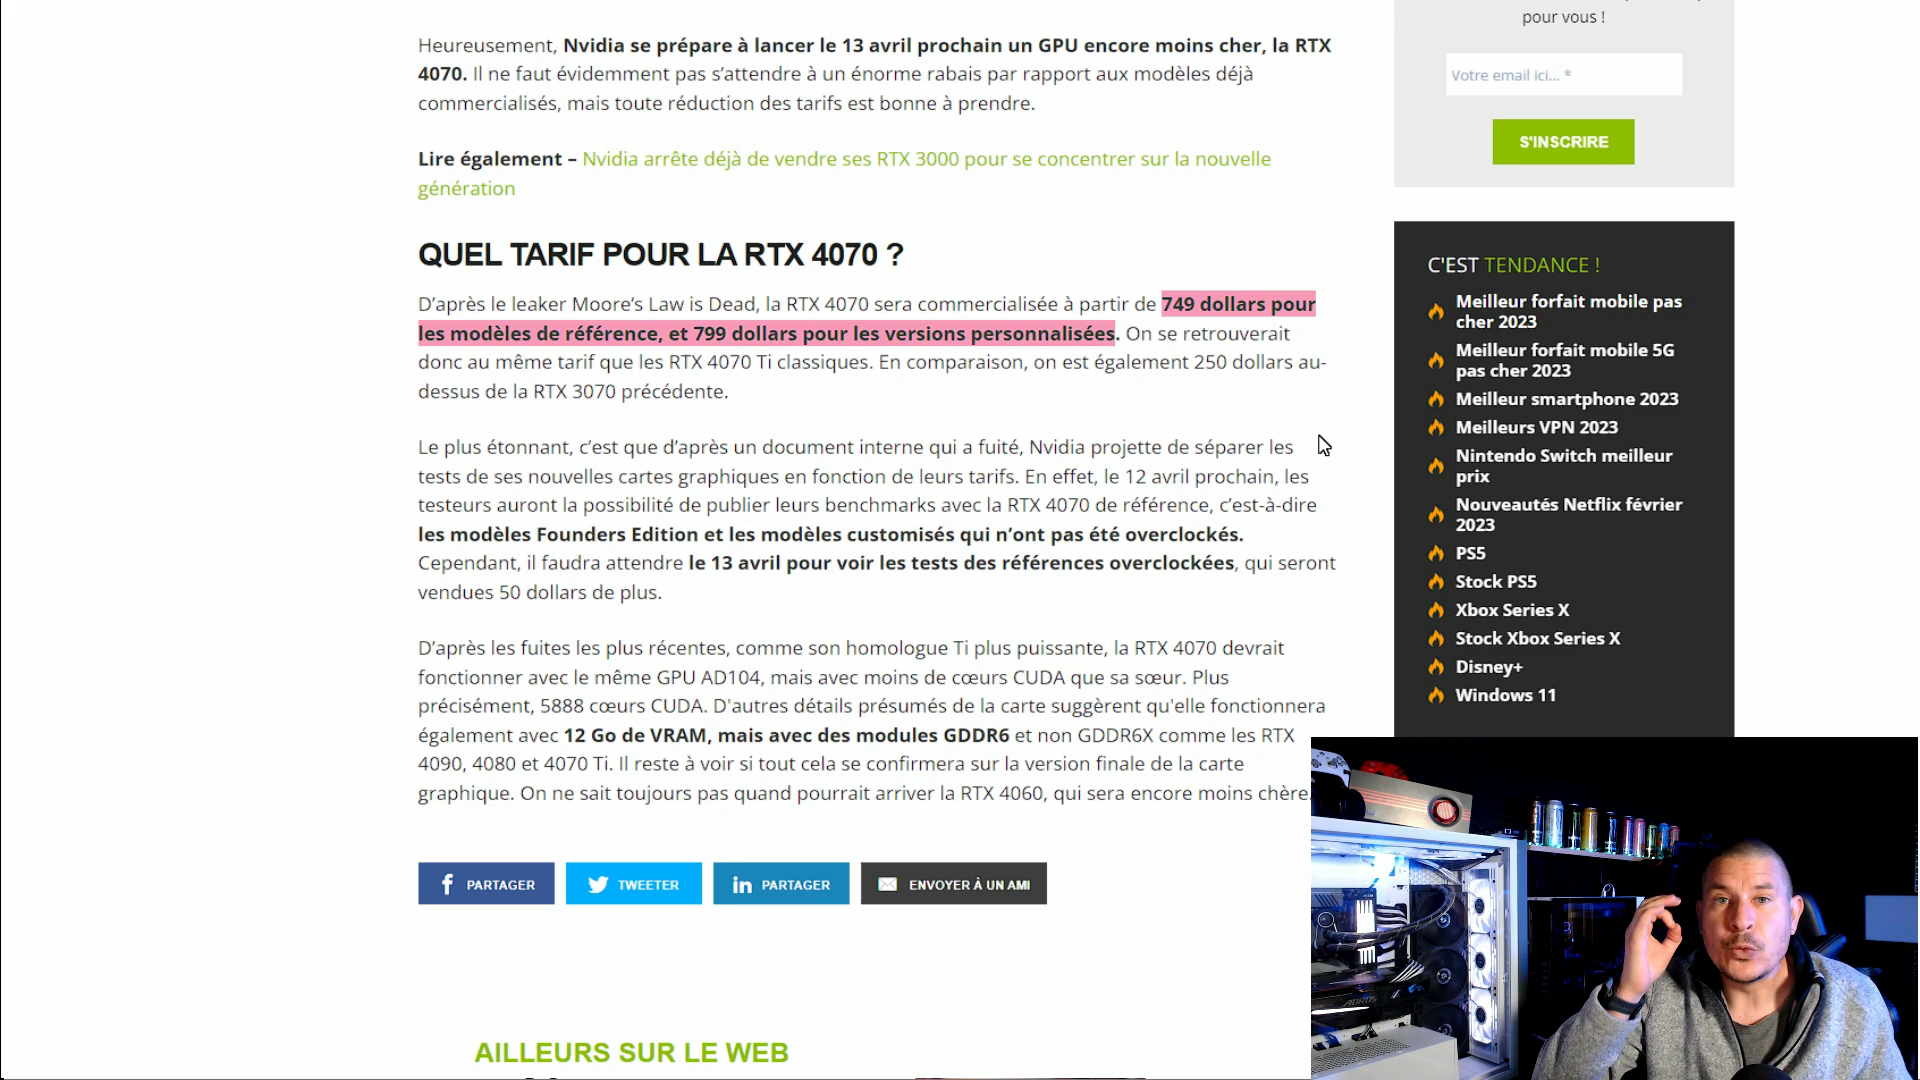 pour vous !
Heureusement, Nvidia se prépare à lancer le 13 avril prochain un GPU encore moins cher, la RTX
4070. Il ne faut évidemment pas s’attendre à un énorme rabais par rapport aux modèles déjà
commercialisés, mais toute réduction des tarifs est bonne à prendre.
Votre email ici... *
S'INSCRIRE
Lire également – Nvidia arrête déjà de vendre ses RTX 3000 pour se concentrer sur la nouvelle
génération
QUEL TARIF POUR LA RTX 4070 ?
D’après le leaker Moore’s Law is Dead, la RTX 4070 sera commercialisée à partir de 749 dollars pour
les modèles de référence, et 799 dollars pour les versions personnalisées. On se retrouverait
donc au même tarif que les RTX 4070 Ti classiques. En comparaison, on est également 250 dollars au-
dessus de la RTX 3070 précédente.
Le plus étonnant, c’est que d’après un document interne qui a fuité, Nvidia projette de séparer les
tests de ses nouvelles cartes graphiques en fonction de leurs tarifs. En effet, le 12 avril prochain, les
testeurs auront la possibilité de publier leurs benchmarks avec la RTX 4070 de référence, c’est-à-dire
les modèles Founders Edition et les modèles customisés qui n’ont pas été overclockés.
Cependant, il faudra attendre le 13 avril pour voir les tests des références overclockées, qui seront
vendues 50 dollars de plus.
D’après les fuites les plus récentes, comme son homologue Ti plus puissante, la RTX 4070 devrait
fonctionner avec le même GPU AD104, mais avec moins de cœurs CUDA que sa sœur. Plus
précisément, 5888 cœurs CUDA. D'autres détails présumés de la carte suggèrent qu'elle fonctionnera
également avec 12 Go de VRAM, mais avec des modules GDDR6 et non GDDR6X comme les RTX
4090, 4080 et 4070 Ti. Il reste à voir si tout cela se confirmera sur la version finale de la carte
graphique. On ne sait toujours pas quand pourrait arriver la RTX 4060, qui sera encore moins chère.
C'EST TENDANCE !
Meilleur forfait mobile pas
cher 2023
Meilleur forfait mobile 5G
pas cher 2023
Meilleur smartphone 2023
Meilleurs VPN 2023
Nintendo Switch meilleur
prix
Nouveautés Netflix février
2023
PS5
Stock PS5
Xbox Series X
Stock Xbox Series X
Disney+
Windows 11
PARTAGER
TWEETER
PARTAGER
ENVOYER À UN AMI
AORUS
AILLEURS SUR LE WEB